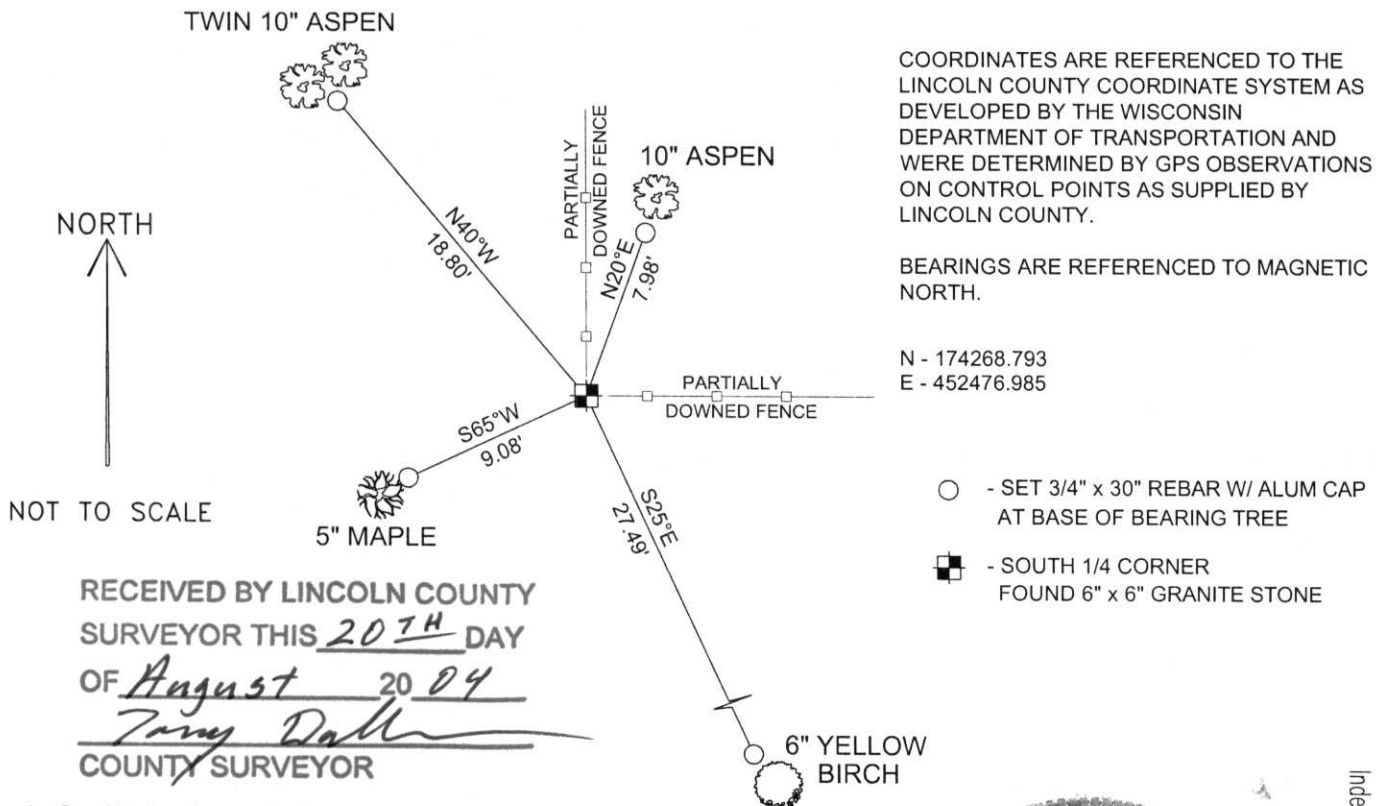 TWIN 10" ASPEN
COORDINATES ARE REFERENCED TO THE
LINCOLN COUNTY COORDINATE SYSTEM AS
DEVELOPED BY THE WISCONSIN
DEPARTMENT OF TRANSPORTATION AND
WERE DETERMINED BY GPS OBSERVATIONS
ON CONTROL POINTS AS SUPPLIED BY
LINCOLN COUNTY.
BEARINGS ARE REFERENCED TO MAGNETIC
NORTH.
N - 174268.793
E - 452476.985
PARTIALLY
DOWNED FENCE
10" ASPEN
NORTH
N40°W
18.80'
N20°E
7.98'
PARTIALLY
DOWNED FENCE
S65°W
9.08'
S25°E
27.49'
NOT TO SCALE
5" MAPLE
- SET 3/4" x 30" REBAR W/ ALUM CAP
AT BASE OF BEARING TREE
- SOUTH 1/4 CORNER
FOUND 6" x 6" GRANITE STONE
RECEIVED BY LINCOLN COUNTY
SURVEYOR THIS 20TH DAY
OF August 20 04
COUNTY SURVEYOR
6" YELLOW
BIRCH